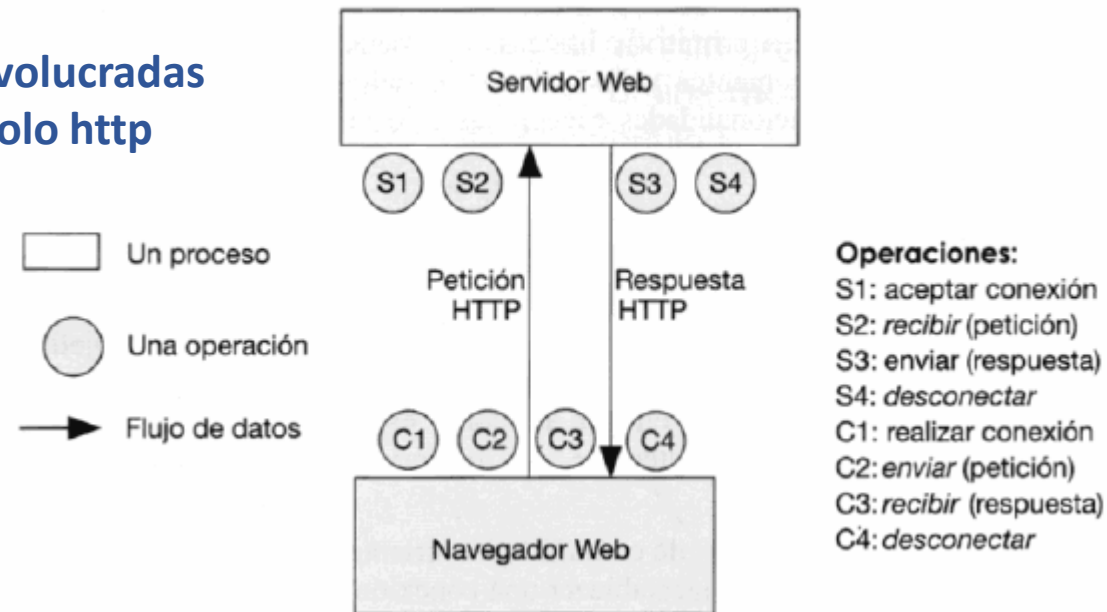 volucradas
olo http
Servidor Web
S1
S2
S3
S4
Un proceso
Una operación
Flujo de datos
Petición
HTTP
Respuesta
HTTP
C1
C2
C3
C4
Navegador Web
Operaciones:
S1: aceptar conexión
S2: recibir (petición)
S3: enviar (respuesta)
S4: desconectar
C1: realizar conexión
C2: enviar (petición)
C3: recibir (respuesta)
C4: desconectar